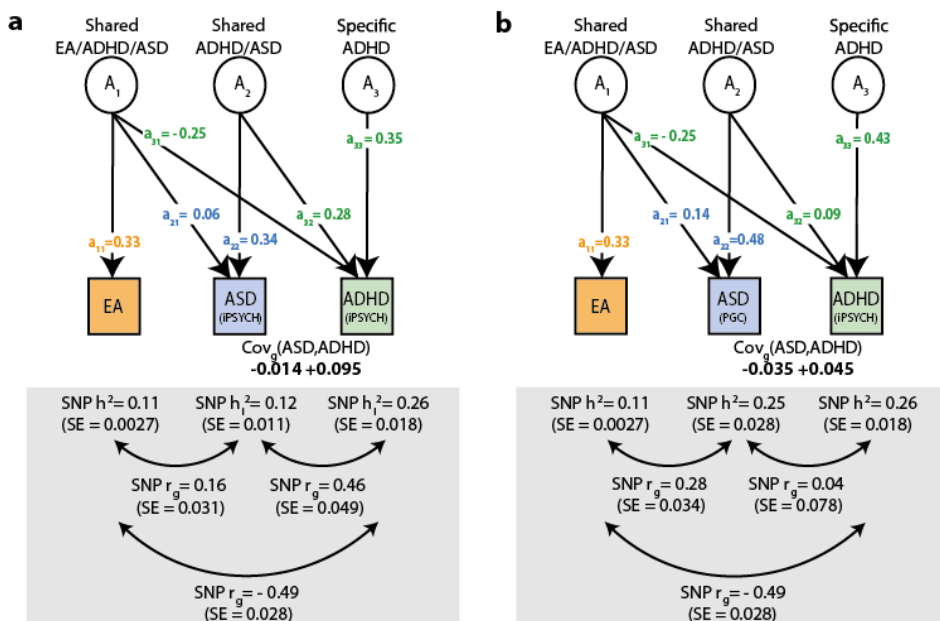 a
Shared
EA/ADHD/ASD
Shared
ADHD/ASD
Specific
ADHD
A1
A2
A3
a31= - 0.25
a33= 0.35
a21= 0.06
a32= 0.28
a11=0.33
a22= 0.34
EA
ASD
(iPSYCH)
ADHD
(iPSYCH)
Covg(ASD,ADHD)
-0.014 +0.095
SNP h²= 0.11
(SE = 0.0027)
SNP hl²= 0.12
(SE = 0.011)
SNP hl²= 0.26
(SE = 0.018)
SNP rg= 0.16
(SE = 0.031)
SNP rg= 0.46
(SE = 0.049)
SNP rg= - 0.49
(SE = 0.028)
b
Shared
EA/ADHD/ASD
Shared
ADHD/ASD
Specific
ADHD
A1
A2
A3
a31= - 0.25
a33= 0.43
a21= 0.14
a32= 0.09
a11=0.33
a22= 0.48
EA
ASD
(PGC)
ADHD
(iPSYCH)
Covg(ASD,ADHD)
-0.035 +0.045
SNP h²= 0.11
(SE = 0.0027)
SNP h²= 0.25
(SE = 0.028)
SNP h²= 0.26
(SE = 0.018)
SNP rg= 0.28
(SE = 0.034)
SNP rg= 0.04
(SE = 0.078)
SNP rg= - 0.49
(SE = 0.028)